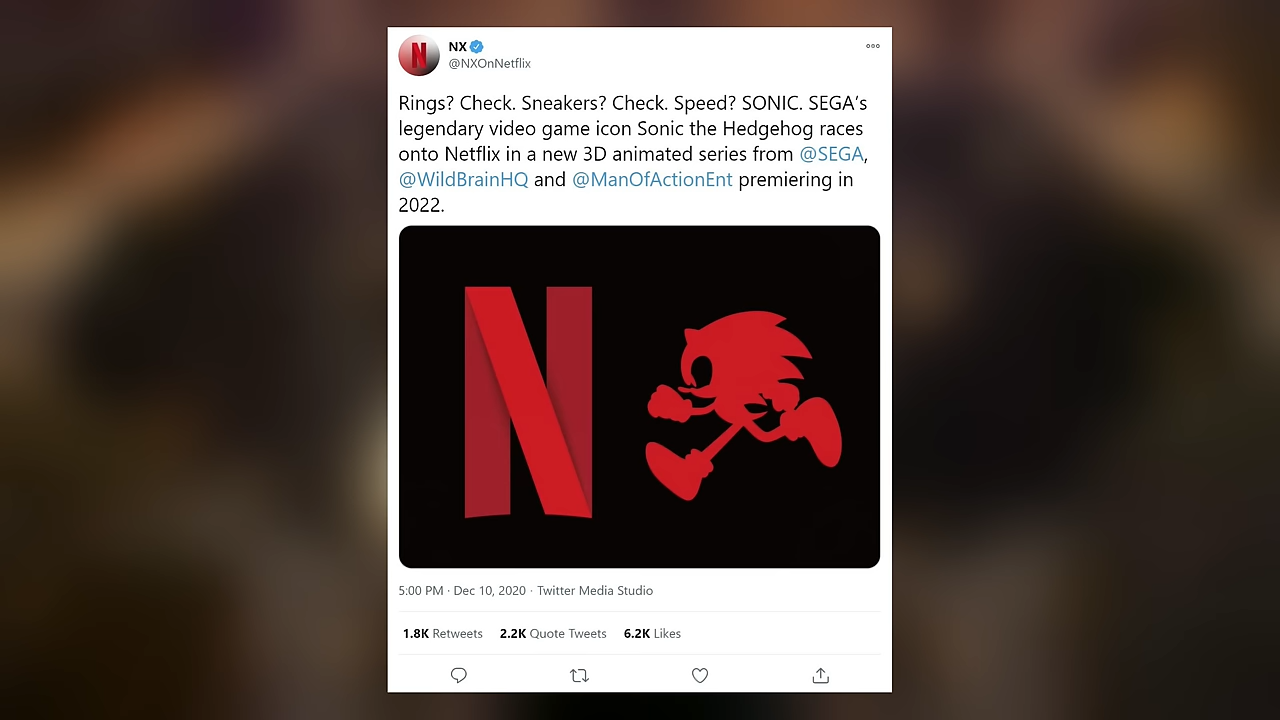 NX
@NXOnNetflix
Rings? Check. Sneakers? Check. Speed? SONIC. SEGA's
legendary video game icon Sonic the Hedgehog races
onto Netflix in a new 3D animated series from @SEGA,
@WildBrainHQ and @ManOfActionEnt premiering in
2022.
N
5:00 PM · Dec 10, 2020 · Twitter Media Studio
1.8K Retweets 2.2K Quote Tweets 6.2K Likes